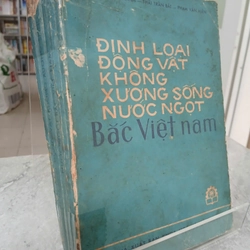 ĐỊNH LOẠI
ĐỘNG VẬT
KHÔNG
XƯƠNG SỐNG
NƯỚC NGỌT
Bắc Việt nam